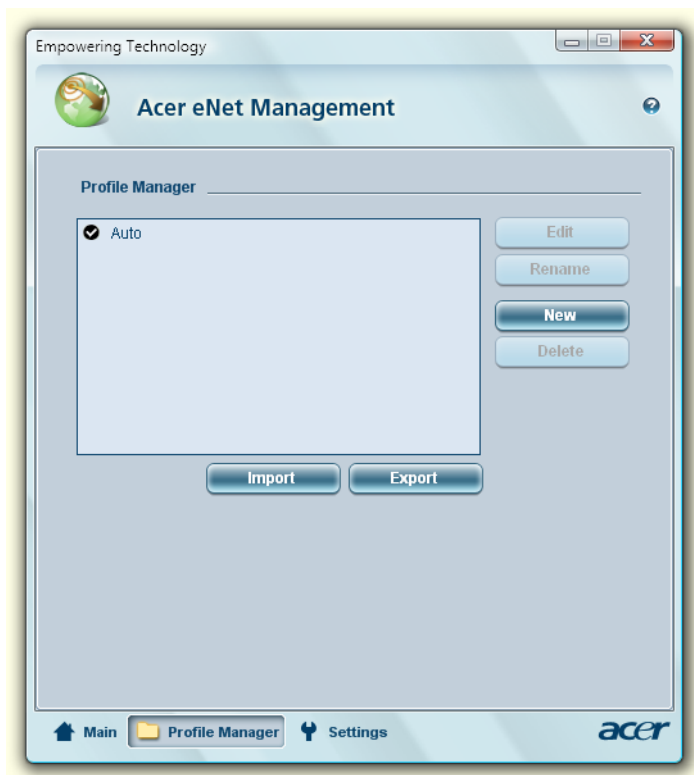 Empowering Technology
Acer eNet Management
Profile Manager
Auto
Edit
Rename
New
Delete
Import Export
Main Profile Manager Settings acer